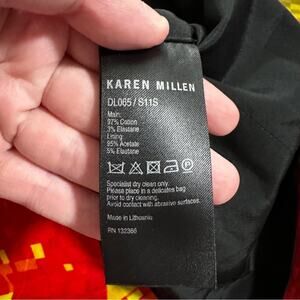 KAREN MILLEN
DL065 / S11S
Main:
97% Cotton
3% Elastane
Lining:
95% Acetate
5% Elastane
P
Specialist dry clean only
Please place in a delicates bag
prior to dry cleaning.
Avoid contact with abrasive surfaces.
Made in Lithuania
RN 132366